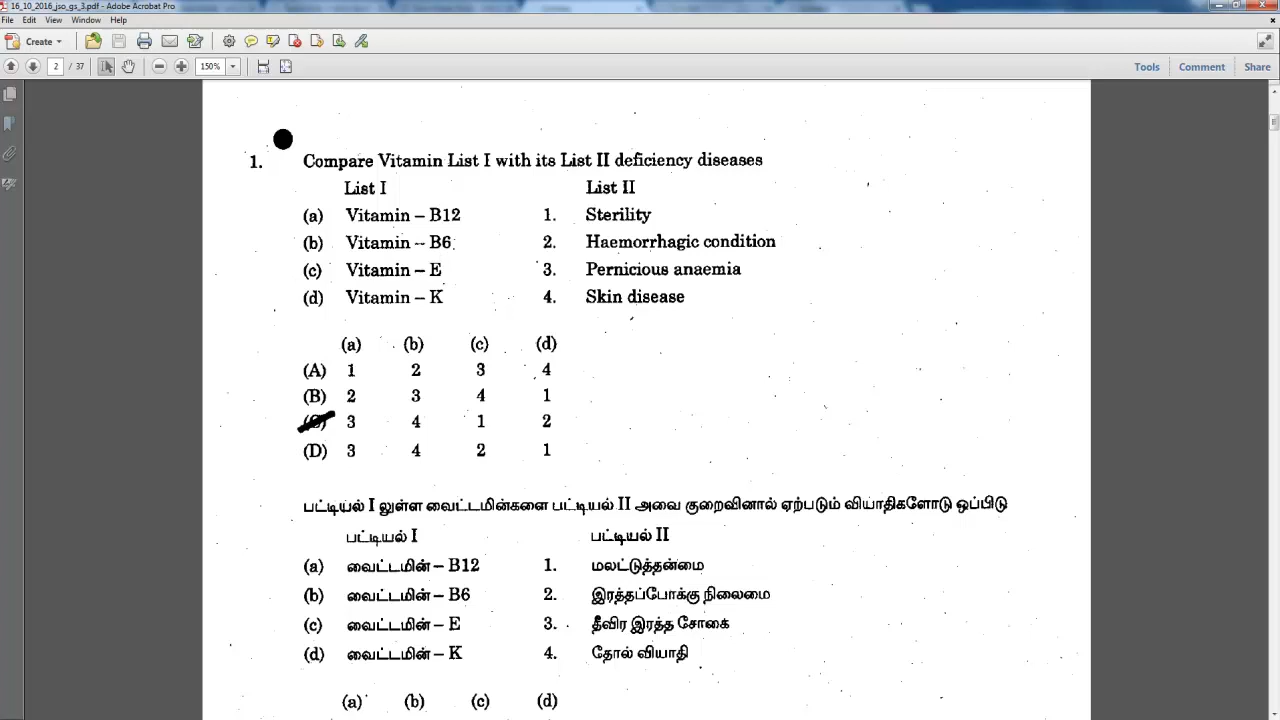 16_10_2016_jso_gs_3.pdf - Adobe Acrobat Pro
File Edit View Window Help
Create
2 / 37 150% Tools Comment Share
1. Compare Vitamin List I with its List II deficiency diseases
List I List II
(a) Vitamin – B12 1. Sterility
(b) Vitamin – B6 2. Haemorrhagic condition
(c) Vitamin – E 3. Pernicious anaemia
(d) Vitamin – K 4. Skin disease
(a) (b) (c) (d)
(A) 1 2 3 4
(B) 2 3 4 1
(C) 3 4 1 2
(D) 3 4 2 1
பட்டியல் I லுள்ள வைட்டமின்களை பட்டியல் II அவை குறைவினால் ஏற்படும் வியாதிகளோடு ஒப்பிடு
பட்டியல் I பட்டியல் II
(a) வைட்டமின் – B12 1. மலட்டுத்தன்மை
(b) வைட்டமின் – B6 2. இரத்தப்போக்கு நிலைமை
(c) வைட்டமின் – E 3. தீவிர இரத்த சோகை
(d) வைட்டமின் – K 4. தோல் வியாதி
(a) (b) (c) (d)